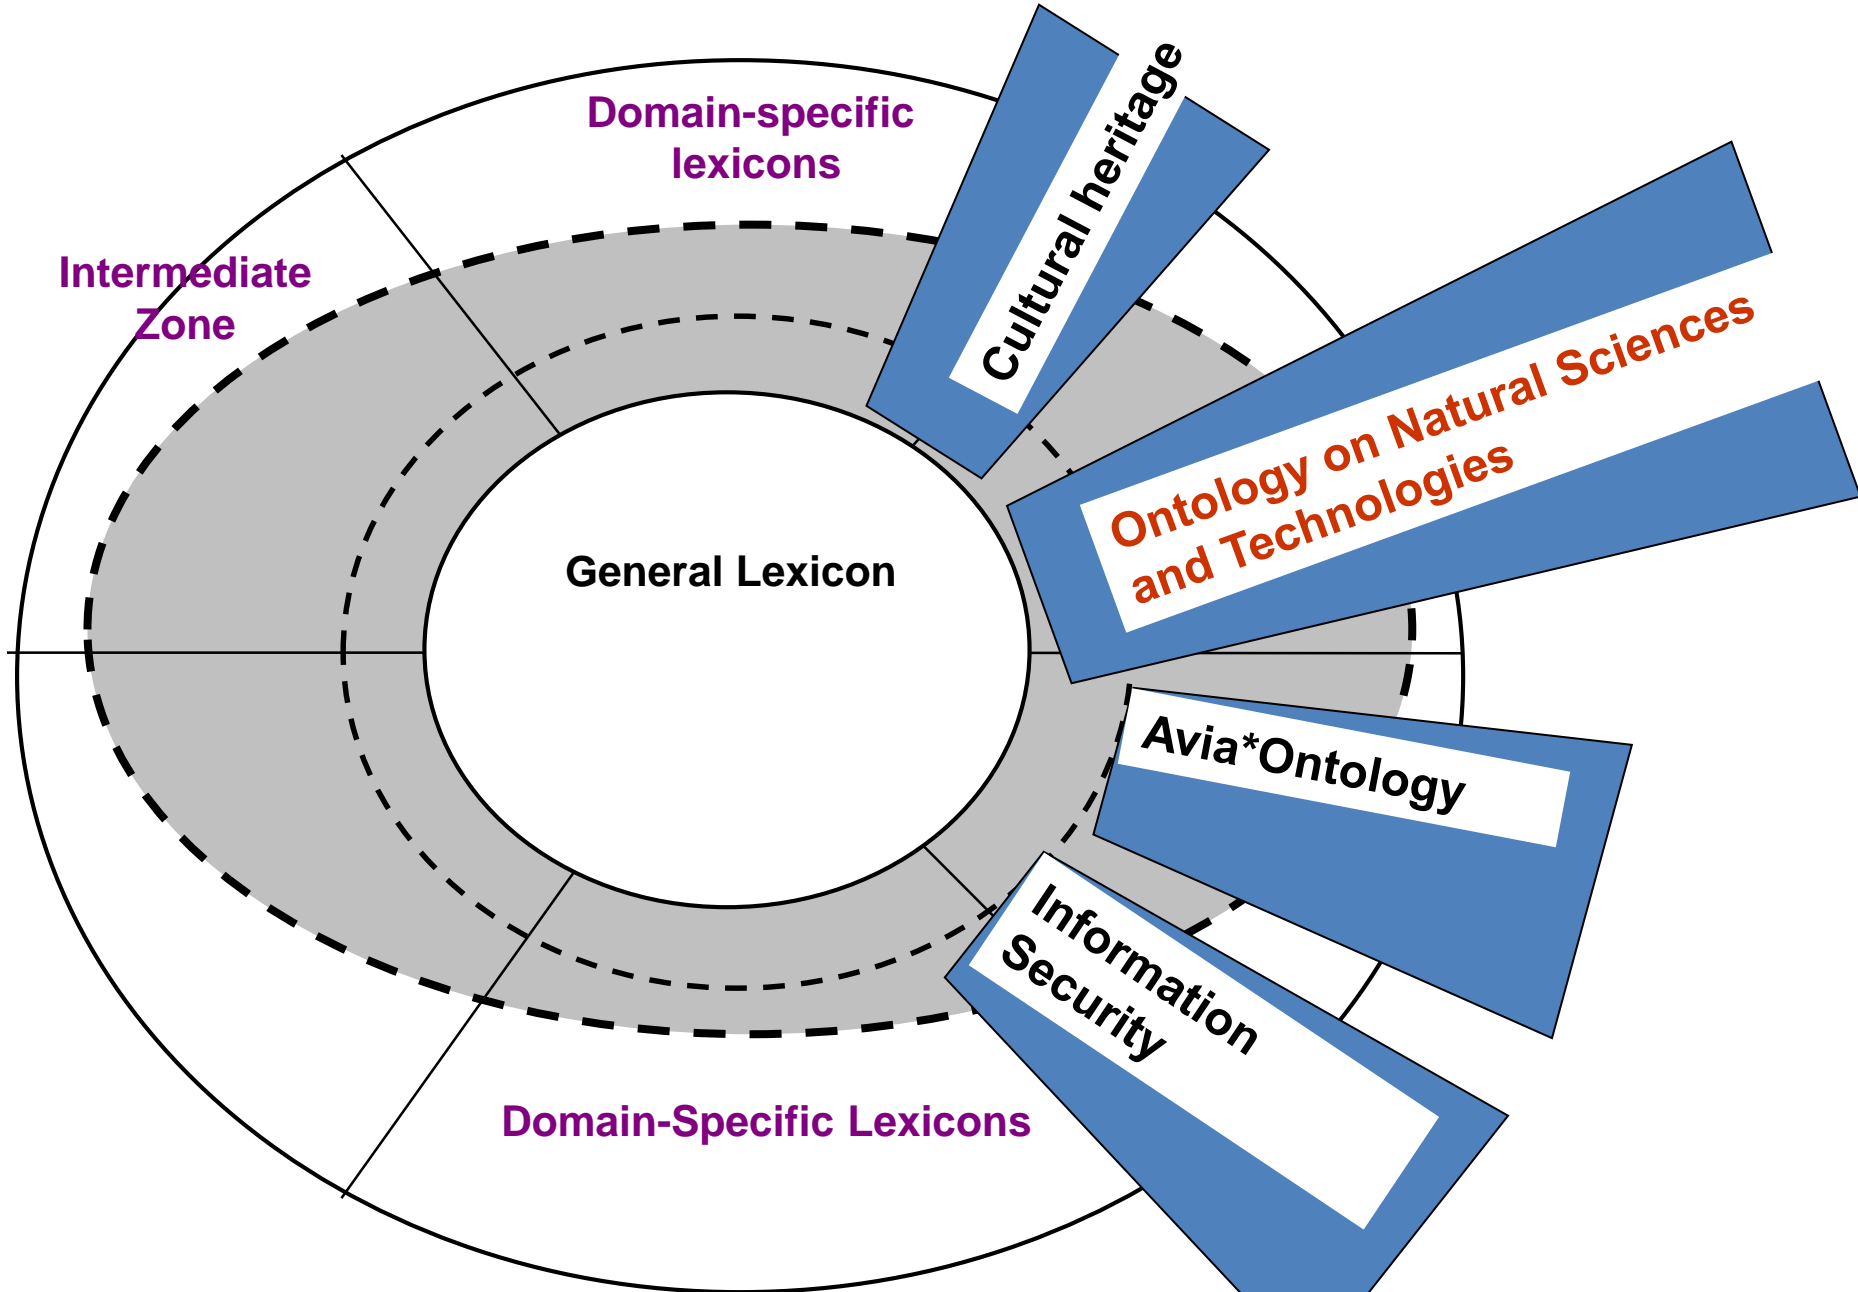 Domain-specific
lexicons
Cultural heritage
Intermediate
Zone
Ontology on Natural Sciences
and Technologies
General Lexicon
Avia*Ontology
Information
Security
Domain-Specific Lexicons